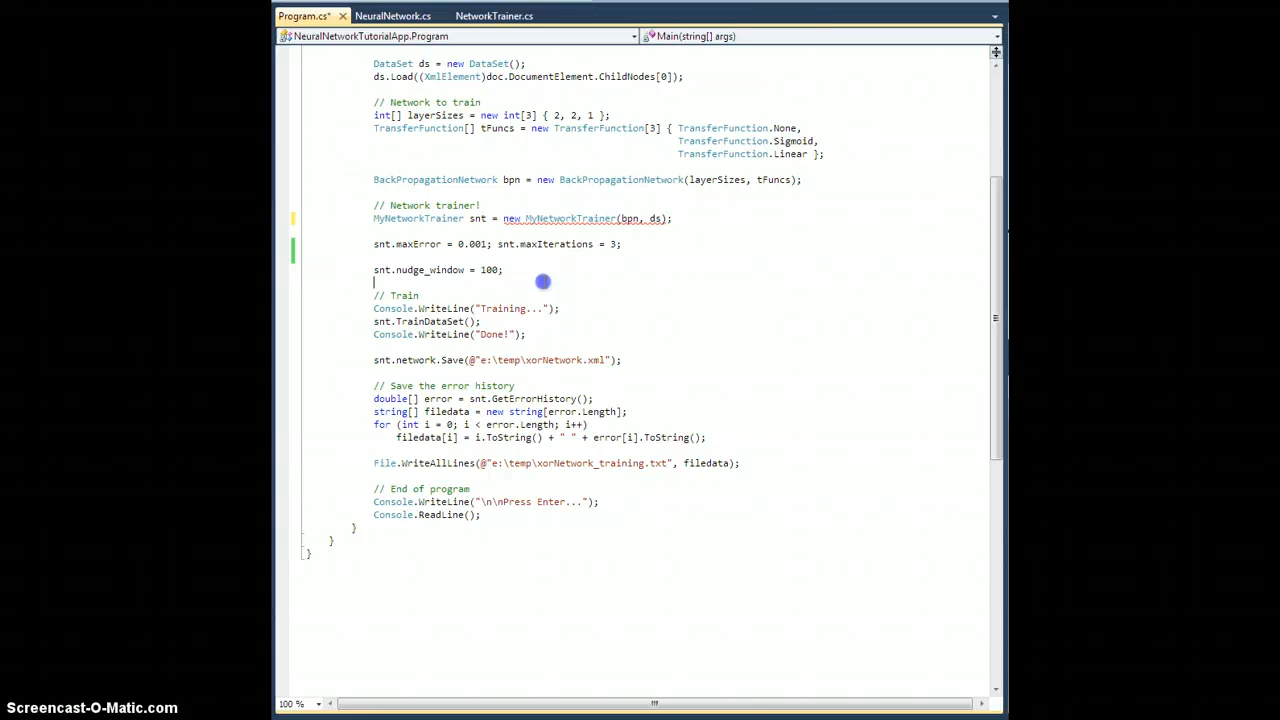 Program.cs* NeuralNetwork.cs NetworkTrainer.cs
NeuralNetworkTutorialApp.Program Main(string[] args)
DataSet ds = new DataSet();
ds.Load((XmlElement)doc.DocumentElement.ChildNodes[0]);
// Network to train
int[] layerSizes = new int[3] { 2, 2, 1 };
TransferFunction[] tFuncs = new TransferFunction[3] { TransferFunction.None,
TransferFunction.Sigmoid,
TransferFunction.Linear };
BackPropagationNetwork bpn = new BackPropagationNetwork(layerSizes, tFuncs);
// Network trainer!
MyNetworkTrainer snt = new MyNetworkTrainer(bpn, ds);
snt.maxError = 0.001; snt.maxIterations = 3;
snt.nudge_window = 100;
// Train
Console.WriteLine("Training...");
snt.TrainDataSet();
Console.WriteLine("Done!");
snt.network.Save(@"e:\temp\xorNetwork.xml");
// Save the error history
double[] error = snt.GetErrorHistory();
string[] filedata = new string[error.Length];
for (int i = 0; i < error.Length; i++)
filedata[i] = i.ToString() + " " + error[i].ToString();
File.WriteAllLines(@"e:\temp\xorNetwork_training.txt", filedata);
// End of program
Console.WriteLine("\n\nPress Enter...");
Console.ReadLine();
}
}
}
100 %
Screencast-O-Matic.com